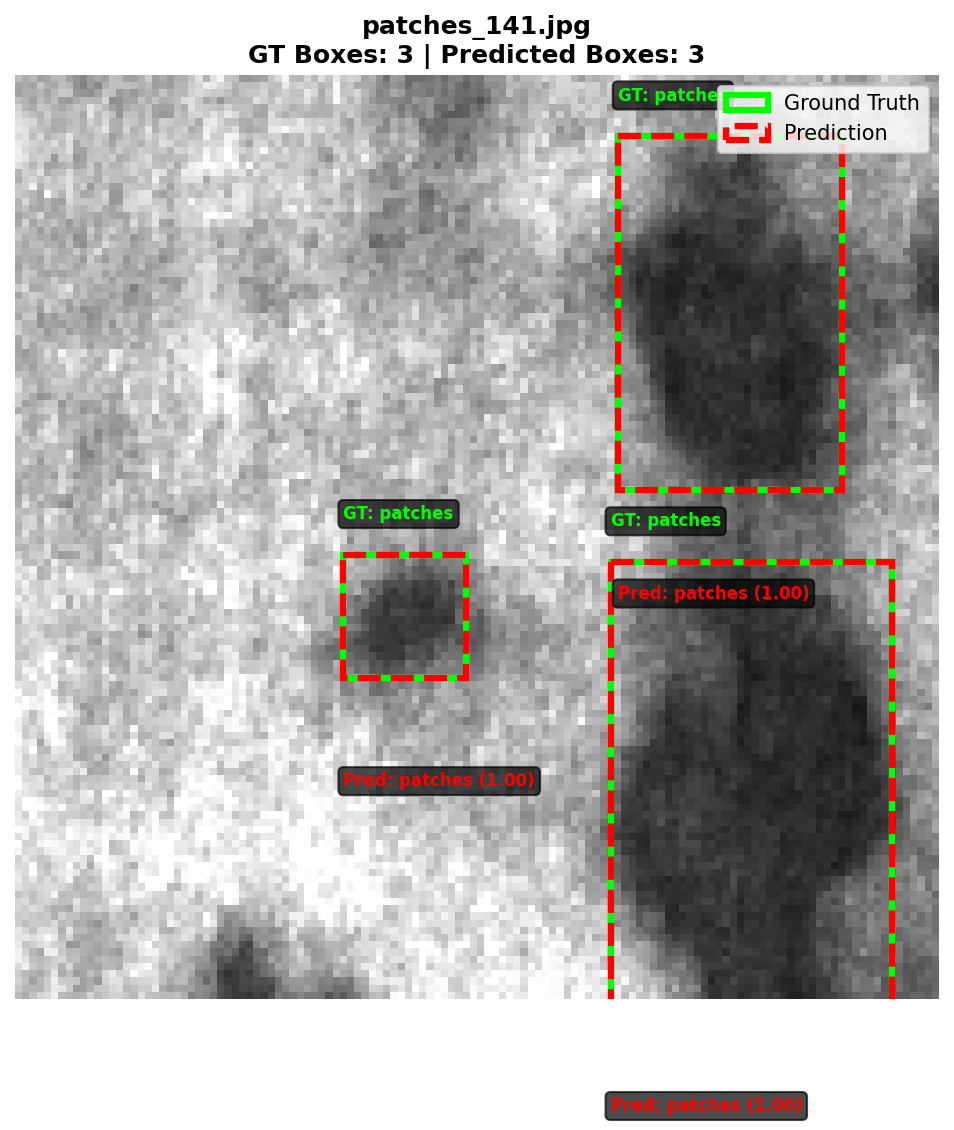 patches_141.jpg
GT Boxes: 3 | Predicted Boxes: 3
GT: patches
Ground Truth
Prediction
GT: patches
GT: patches
Pred: patches (1.00)
Pred: patches (1.00)
Pred: patches (1.00)